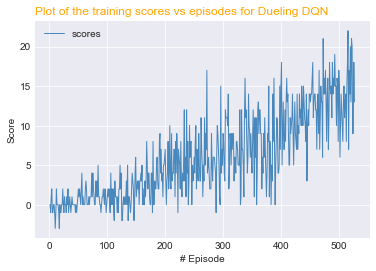 Plot of the training scores vs episodes for Dueling DQN
scores
20
15
10
5
0
Score
0 100 200 300 400 500
# Episode